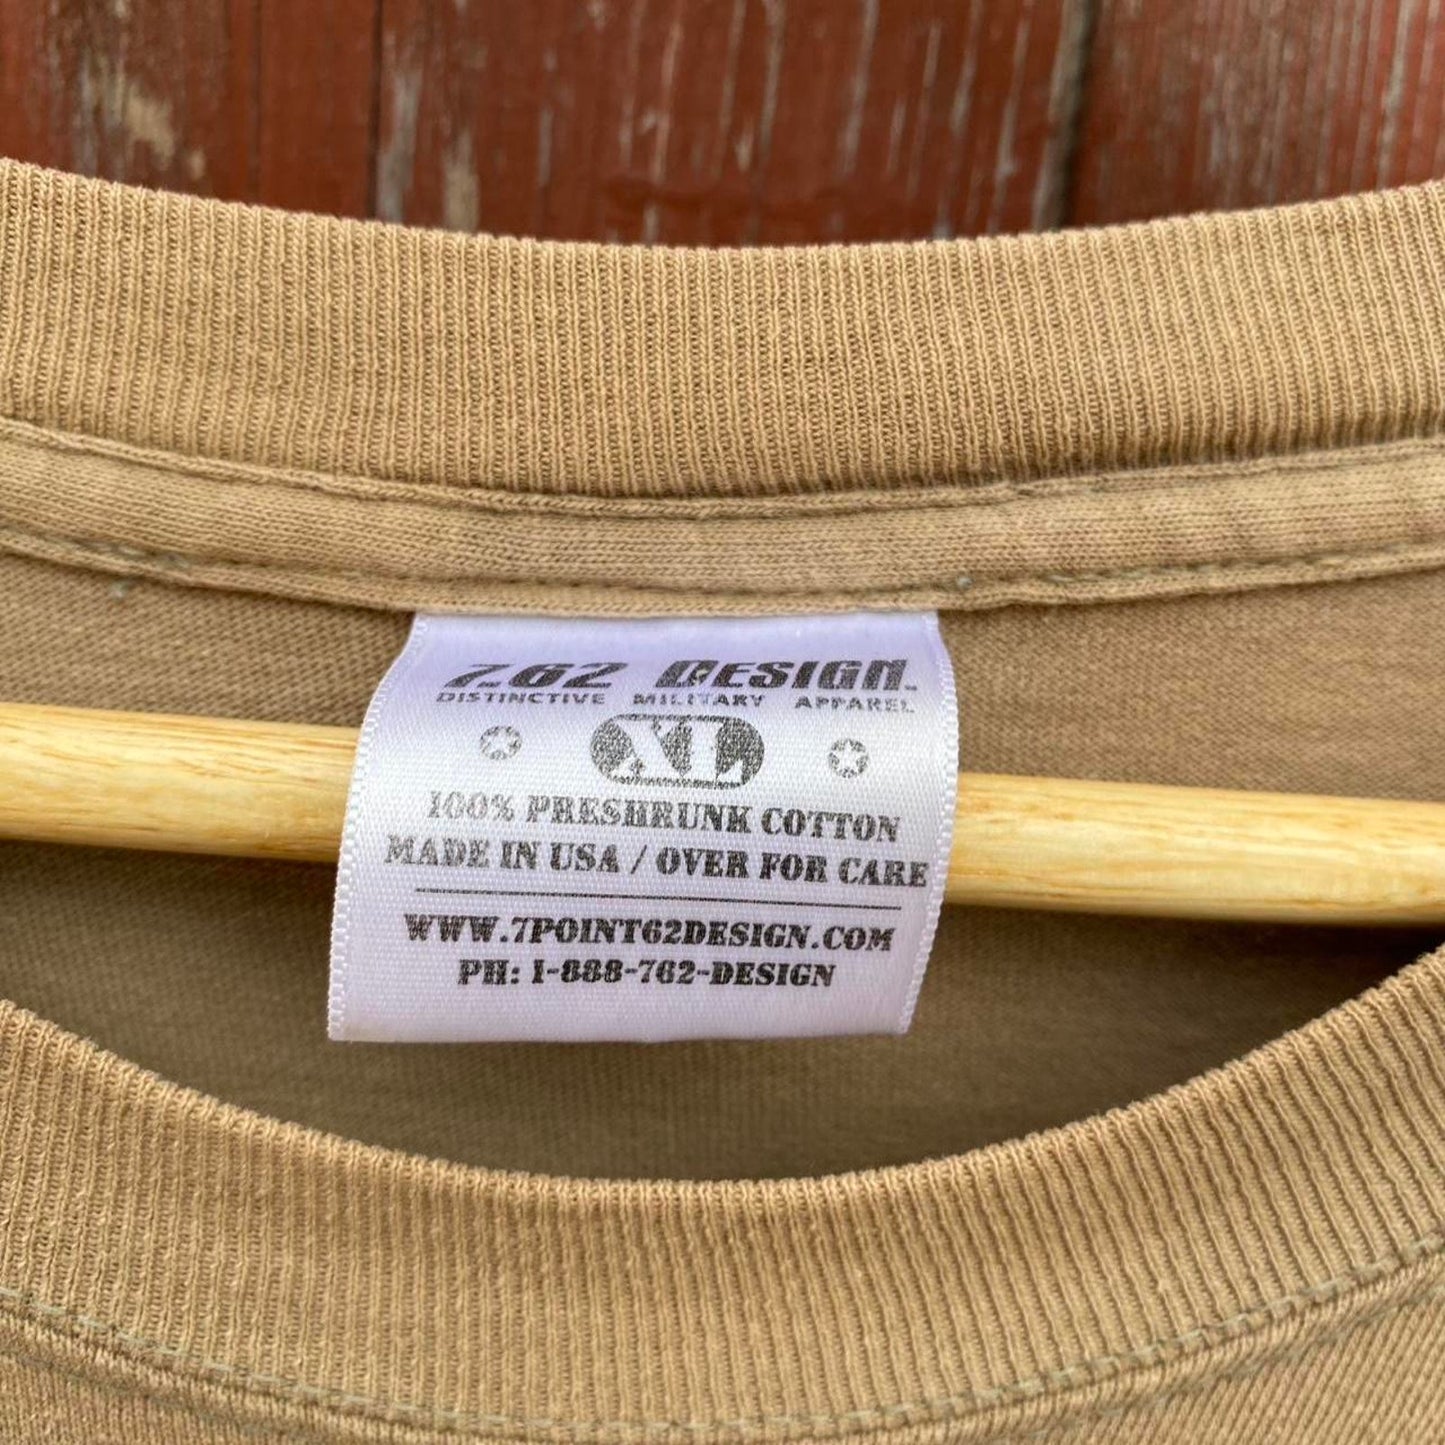 7.62 DESIGN™
DISTINCTIVE MILITARY APPAREL
XL
100% PRESHRUNK COTTON
MADE IN USA / OVER FOR CARE
WWW.7POINT62DESIGN.COM
PH: 1-888-762-DESIGN